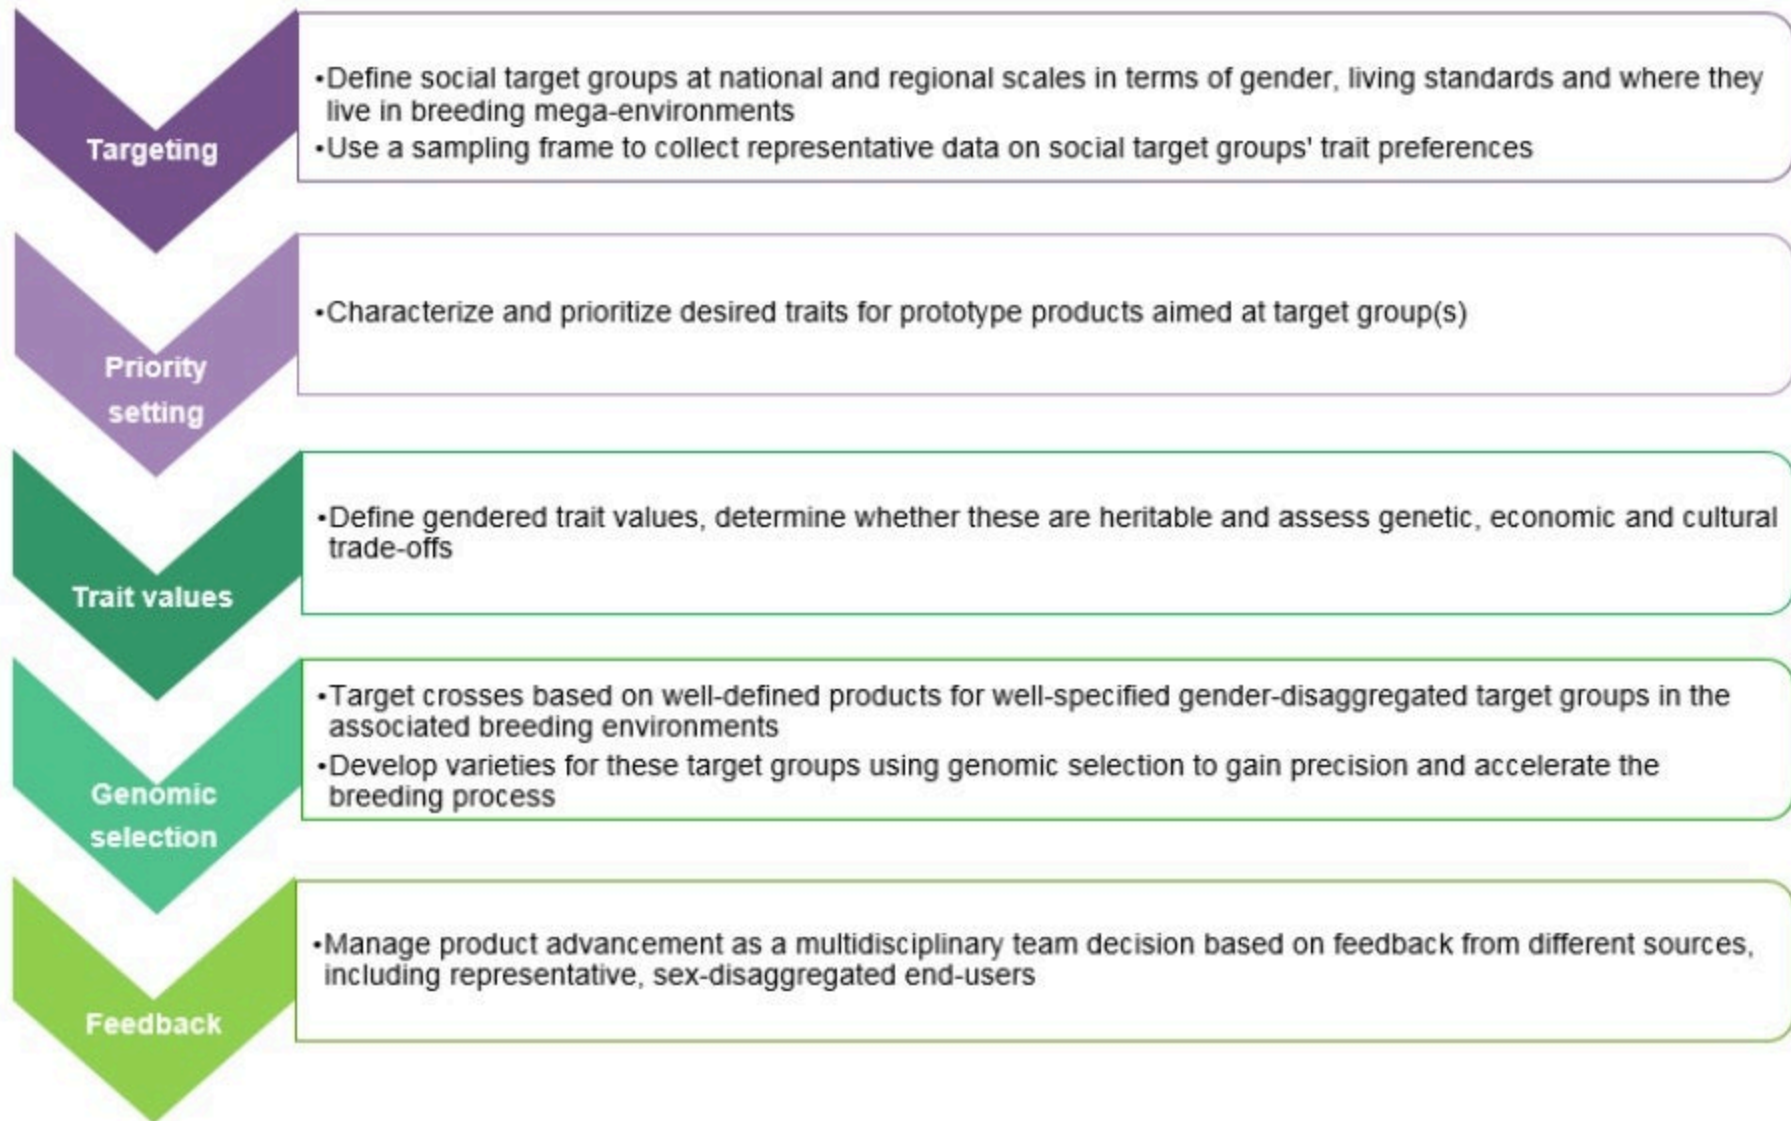 Targeting
•Define social target groups at national and regional scales in terms of gender, living standards and where they
live in breeding mega-environments
•Use a sampling frame to collect representative data on social target groups' trait preferences
Priority
setting
•Characterize and prioritize desired traits for prototype products aimed at target group(s)
Trait values
•Define gendered trait values, determine whether these are heritable and assess genetic, economic and cultural
trade-offs
Genomic
selection
•Target crosses based on well-defined products for well-specified gender-disaggregated target groups in the
associated breeding environments
•Develop varieties for these target groups using genomic selection to gain precision and accelerate the
breeding process
Feedback
•Manage product advancement as a multidisciplinary team decision based on feedback from different sources,
including representative, sex-disaggregated end-users